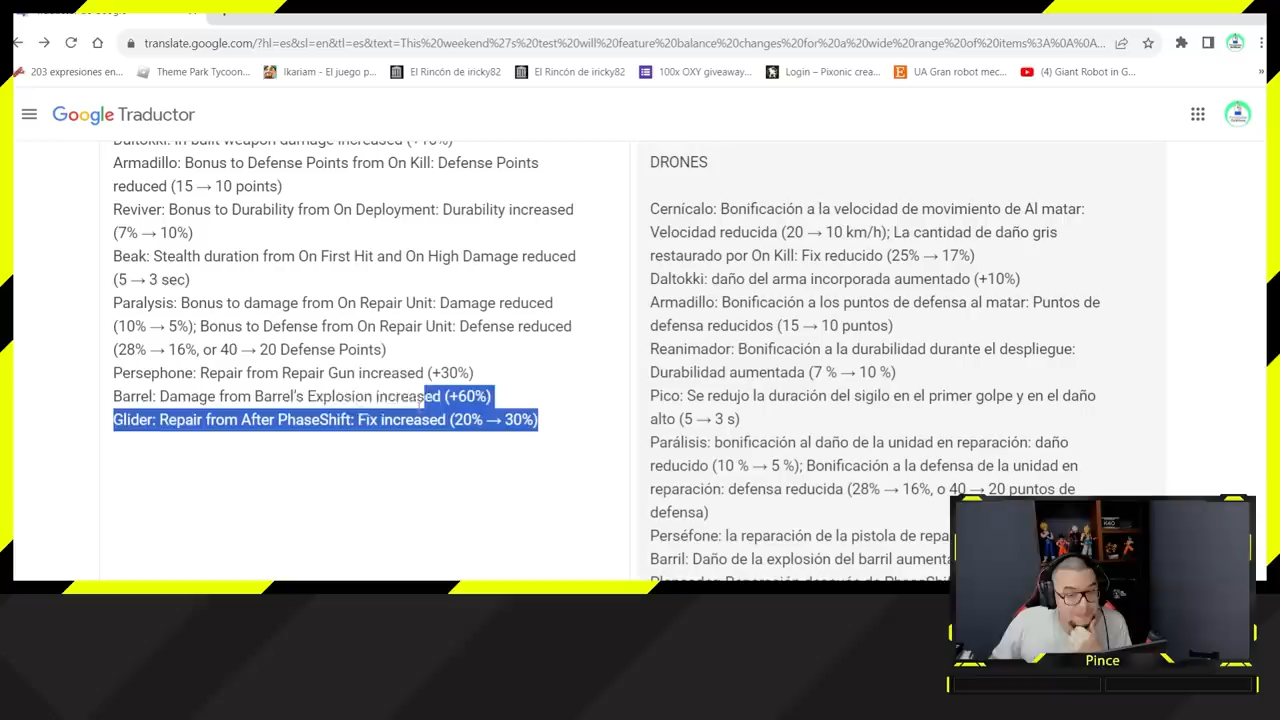 translate.google.com/?hl=es&sl=en&tl=es&text=This%20weekend%27s%20test%20will%20feature%20balance%20changes%20for%20a%20wide%20range%20of%20items%3A%0A%0A...
203 expresiones en...
Theme Park Tycoon...
Ikariam - El juego p...
El Rincón de iricky82
El Rincón de iricky82
100x OXY giveaway...
Login – Pixonic crea...
UA Gran robot mec...
(4) Giant Robot in G...
»
Google Traductor
Daltokki: In built weapon damage increased (+10%)
Armadillo: Bonus to Defense Points from On Kill: Defense Points
reduced (15 → 10 points)
Reviver: Bonus to Durability from On Deployment: Durability increased
(7% → 10%)
Beak: Stealth duration from On First Hit and On High Damage reduced
(5 → 3 sec)
Paralysis: Bonus to damage from On Repair Unit: Damage reduced
(10% → 5%); Bonus to Defense from On Repair Unit: Defense reduced
(28% → 16%, or 40 → 20 Defense Points)
Persephone: Repair from Repair Gun increased (+30%)
Barrel: Damage from Barrel's Explosion increased (+60%)
Glider: Repair from After PhaseShift: Fix increased (20% → 30%)
DRONES
Cernícalo: Bonificación a la velocidad de movimiento de Al matar:
Velocidad reducida (20 → 10 km/h); La cantidad de daño gris
restaurado por On Kill: Fix reducido (25% → 17%)
Daltokki: daño del arma incorporada aumentado (+10%)
Armadillo: Bonificación a los puntos de defensa al matar: Puntos de
defensa reducidos (15 → 10 puntos)
Reanimador: Bonificación a la durabilidad durante el despliegue:
Durabilidad aumentada (7 % → 10 %)
Pico: Se redujo la duración del sigilo en el primer golpe y en el daño
alto (5 → 3 s)
Parálisis: bonificación al daño de la unidad en reparación: daño
reducido (10 % → 5 %); Bonificación a la defensa de la unidad en
reparación: defensa reducida (28% → 16%, o 40 → 20 puntos de
defensa)
Perséfone: la reparación de la pistola de repa
Barril: Daño de la explosión del barril aumenta
Pince